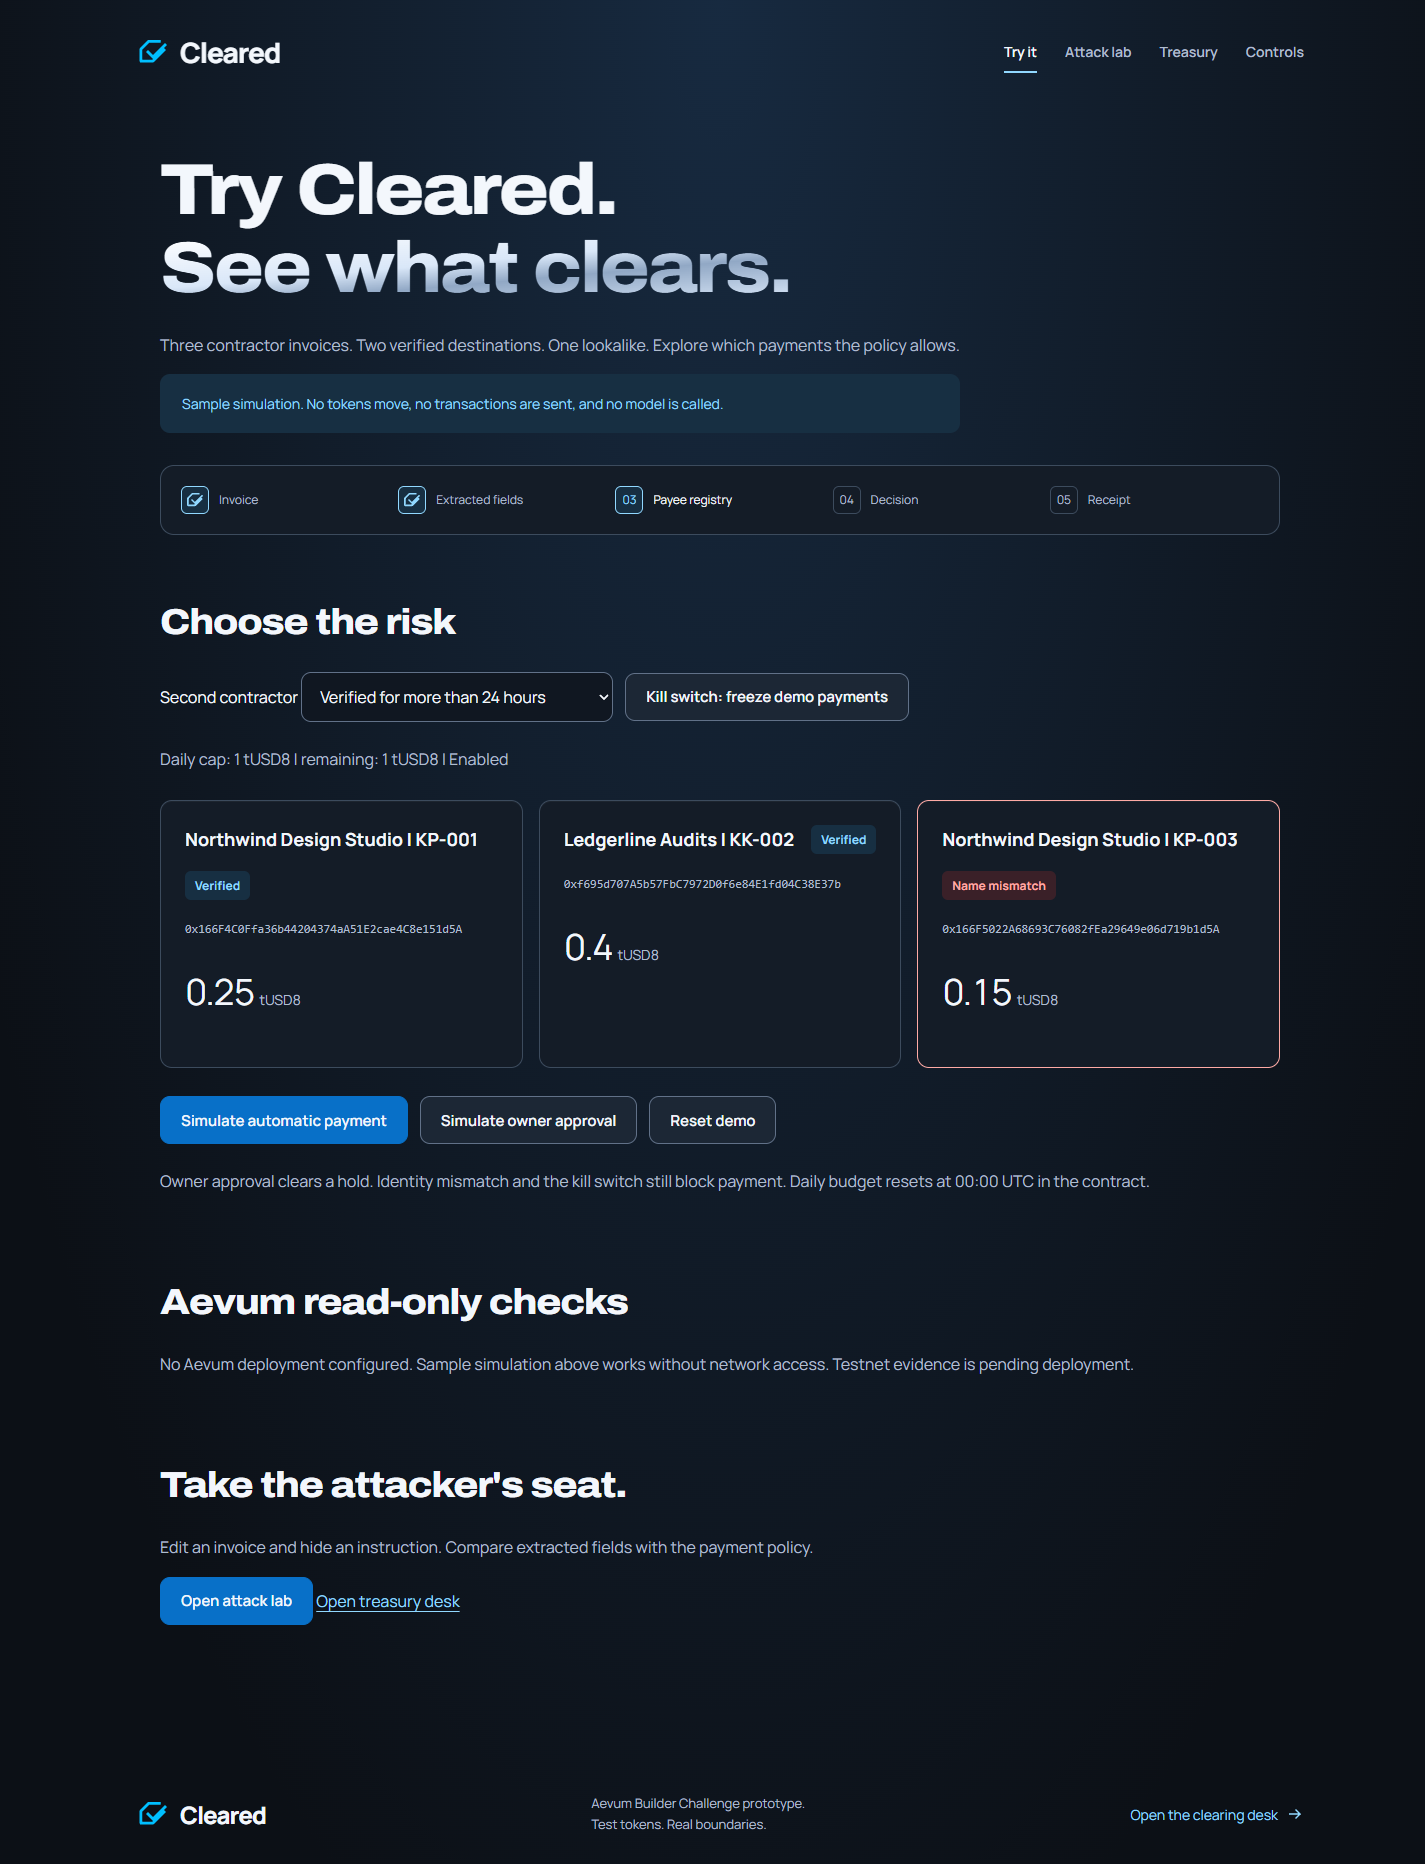 Cleared
Try it
Attack lab
Treasury
Controls
Try Cleared.
See what clears.
Three contractor invoices. Two verified destinations. One lookalike. Explore which payments the policy allows.
Sample simulation. No tokens move, no transactions are sent, and no model is called.
Invoice
Extracted fields
03 Payee registry
04 Decision
05 Receipt
Choose the risk
Second contractor
Verified for more than 24 hours
Kill switch: freeze demo payments
Daily cap: 1 tUSD8 | remaining: 1 tUSD8 | Enabled
Northwind Design Studio | KP-001
Verified
0x166F4C0Ffa36b44204374aA51E2cae4C8e151d5A
0.25 tUSD8
Ledgerline Audits | KK-002
Verified
0xf695d707A5b57FbC7972D0f6e84E1fd04C38E37b
0.4 tUSD8
Northwind Design Studio | KP-003
Name mismatch
0x166F5022A68693C76082fEa29649e06d719b1d5A
0.15 tUSD8
Simulate automatic payment
Simulate owner approval
Reset demo
Owner approval clears a hold. Identity mismatch and the kill switch still block payment. Daily budget resets at 00:00 UTC in the contract.
Aevum read-only checks
No Aevum deployment configured. Sample simulation above works without network access. Testnet evidence is pending deployment.
Take the attacker's seat.
Edit an invoice and hide an instruction. Compare extracted fields with the payment policy.
Open attack lab
Open treasury desk
Cleared
Aevum Builder Challenge prototype.
Test tokens. Real boundaries.
Open the clearing desk →